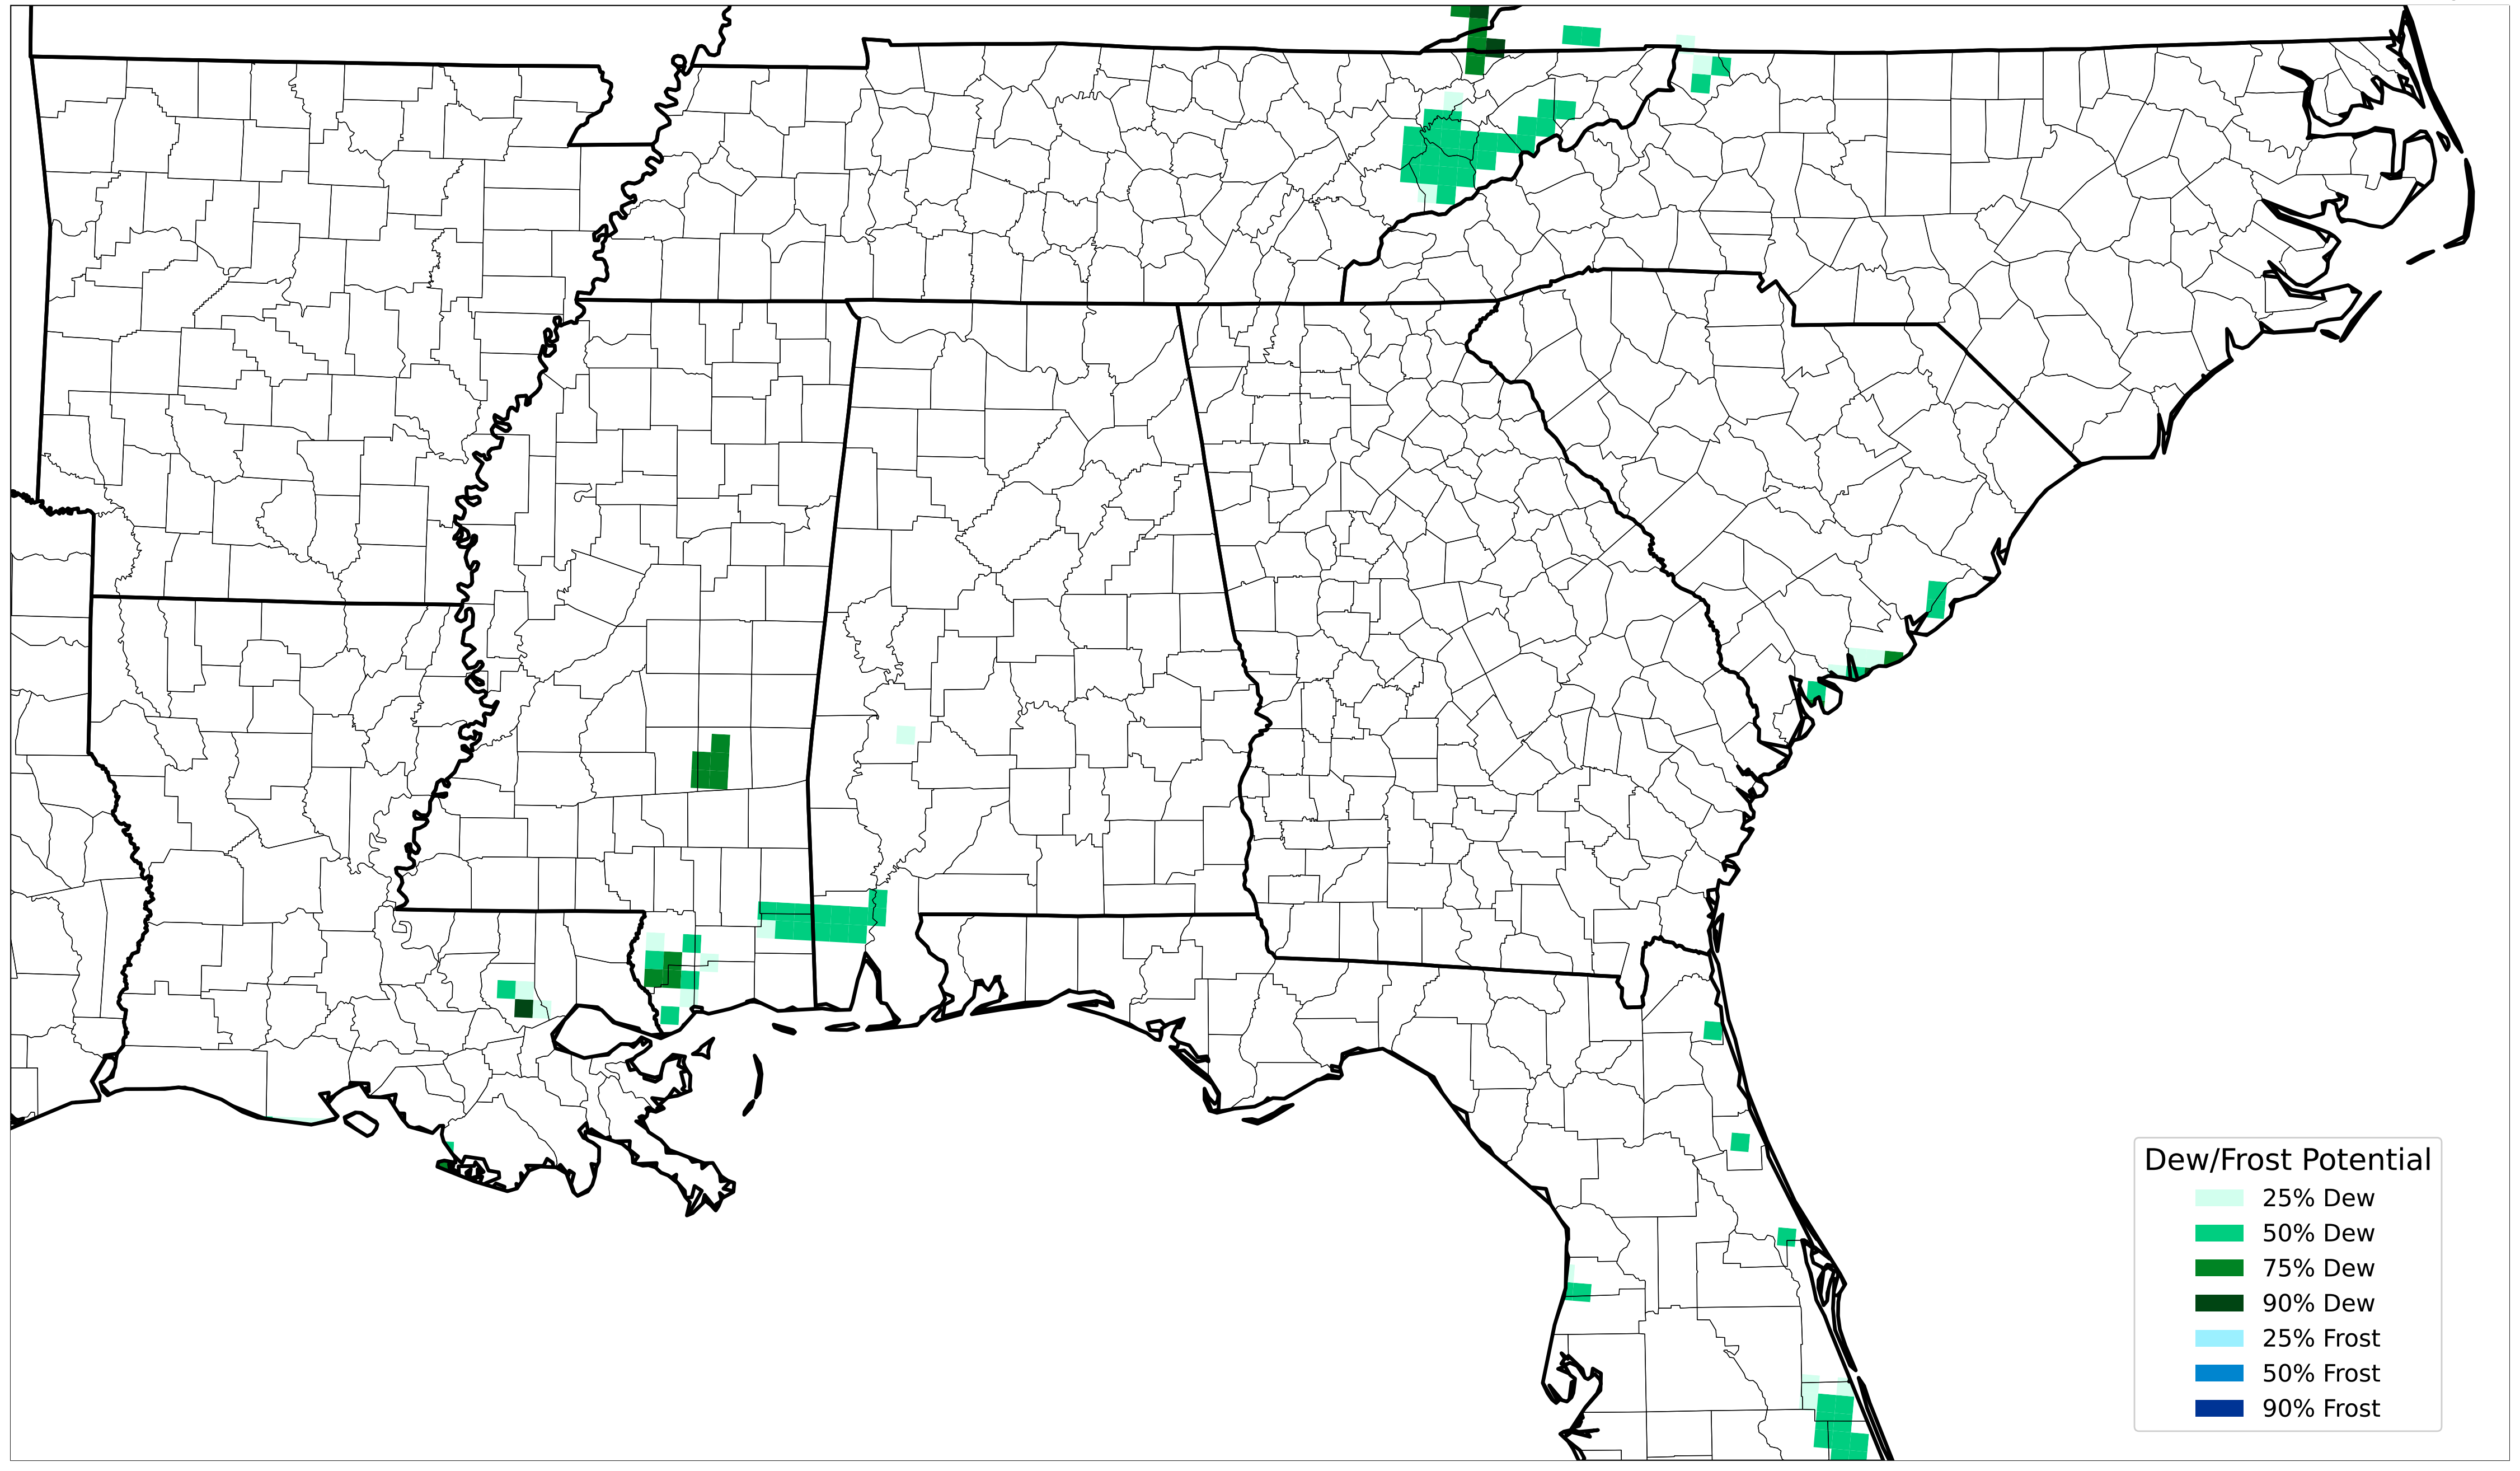 Dew/Frost Potential
25% Dew
50% Dew
75% Dew
90% Dew
25% Frost
50% Frost
90% Frost